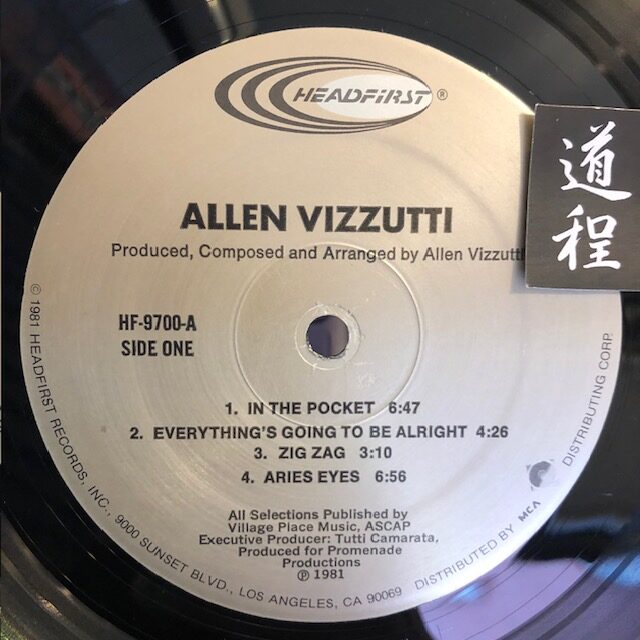 HEADFIRST ®
ALLEN VIZZUTTI
Produced, Composed and Arranged by Allen Vizzutti
HF-9700-A
SIDE ONE
1. IN THE POCKET 6:47
2. EVERYTHING'S GOING TO BE ALRIGHT 4:26
3. ZIG ZAG 3:10
4. ARIES EYES 6:56
All Selections Published by
Village Place Music, ASCAP
Executive Producer: Tutti Camarata,
Produced for Promenade
Productions
℗ 1981
© 1981 HEADFIRST RECORDS, INC., 9000 SUNSET BLVD., LOS ANGELES, CA 90069 DISTRIBUTED BY MCA DISTRIBUTING CORP.
道程